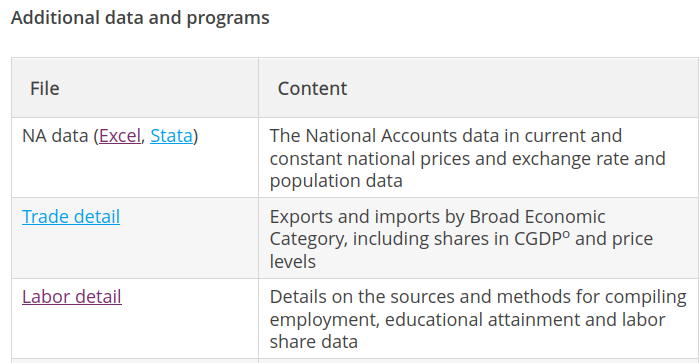 Additional data and programs
File Content
NA data (Excel, Stata) The National Accounts data in current and
constant national prices and exchange rate and
population data
Trade detail Exports and imports by Broad Economic
Category, including shares in CGDPᵒ and price
levels
Labor detail Details on the sources and methods for compiling
employment, educational attainment and labor
share data